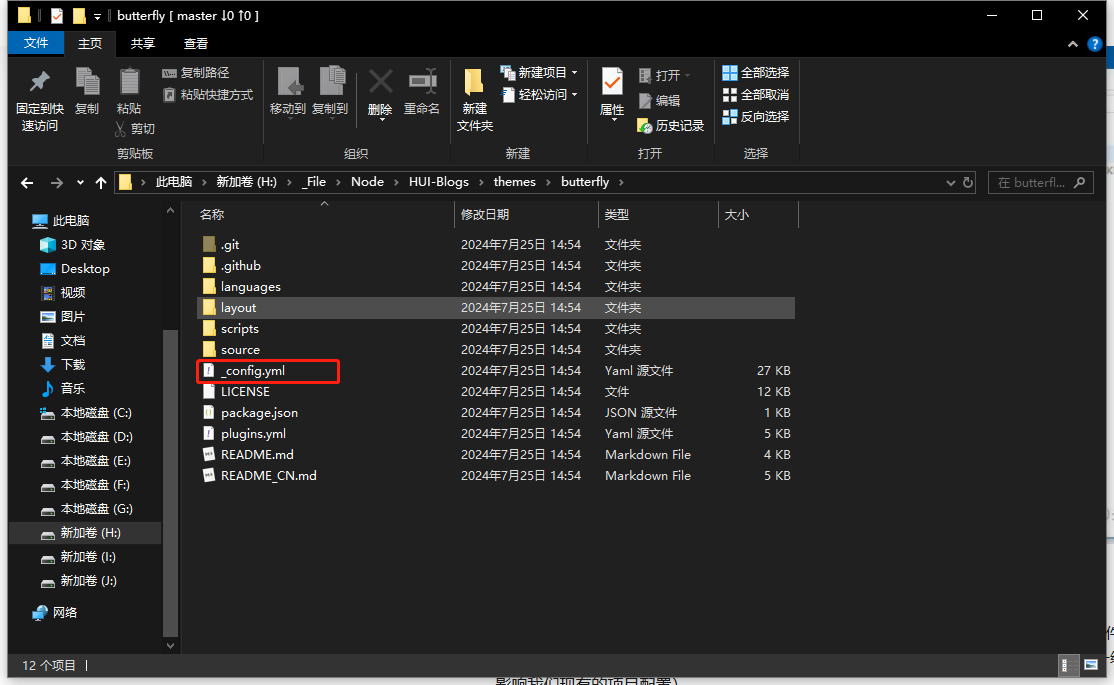 butterfly [ master ↓0 ↑0 ]
文件 主页 共享 查看
固定到快速访问
复制
粘贴
复制路径
粘贴快捷方式
剪切
剪贴板
移动到
复制到
删除
重命名
组织
新建文件夹
新建项目
轻松访问
新建
属性
打开
编辑
历史记录
打开
全部选择
全部取消
反向选择
选择
此电脑 › 新加卷 (H:) › _File › Node › HUI-Blogs › themes › butterfly ›
在 butterfl...
此电脑
3D 对象
Desktop
视频
图片
文档
下载
音乐
本地磁盘 (C:)
本地磁盘 (D:)
本地磁盘 (E:)
本地磁盘 (F:)
本地磁盘 (G:)
新加卷 (H:)
新加卷 (I:)
新加卷 (J:)
网络
名称 修改日期 类型 大小
.git 2024年7月25日 14:54 文件夹
.github 2024年7月25日 14:54 文件夹
languages 2024年7月25日 14:54 文件夹
layout 2024年7月25日 14:54 文件夹
scripts 2024年7月25日 14:54 文件夹
source 2024年7月25日 14:54 文件夹
_config.yml 2024年7月25日 14:54 Yaml 源文件 27 KB
LICENSE 2024年7月25日 14:54 文件 12 KB
package.json 2024年7月25日 14:54 JSON 源文件 1 KB
plugins.yml 2024年7月25日 14:54 Yaml 源文件 5 KB
README.md 2024年7月25日 14:54 Markdown File 4 KB
README_CN.md 2024年7月25日 14:54 Markdown File 5 KB
12 个项目
影响我们现有的项目配置)